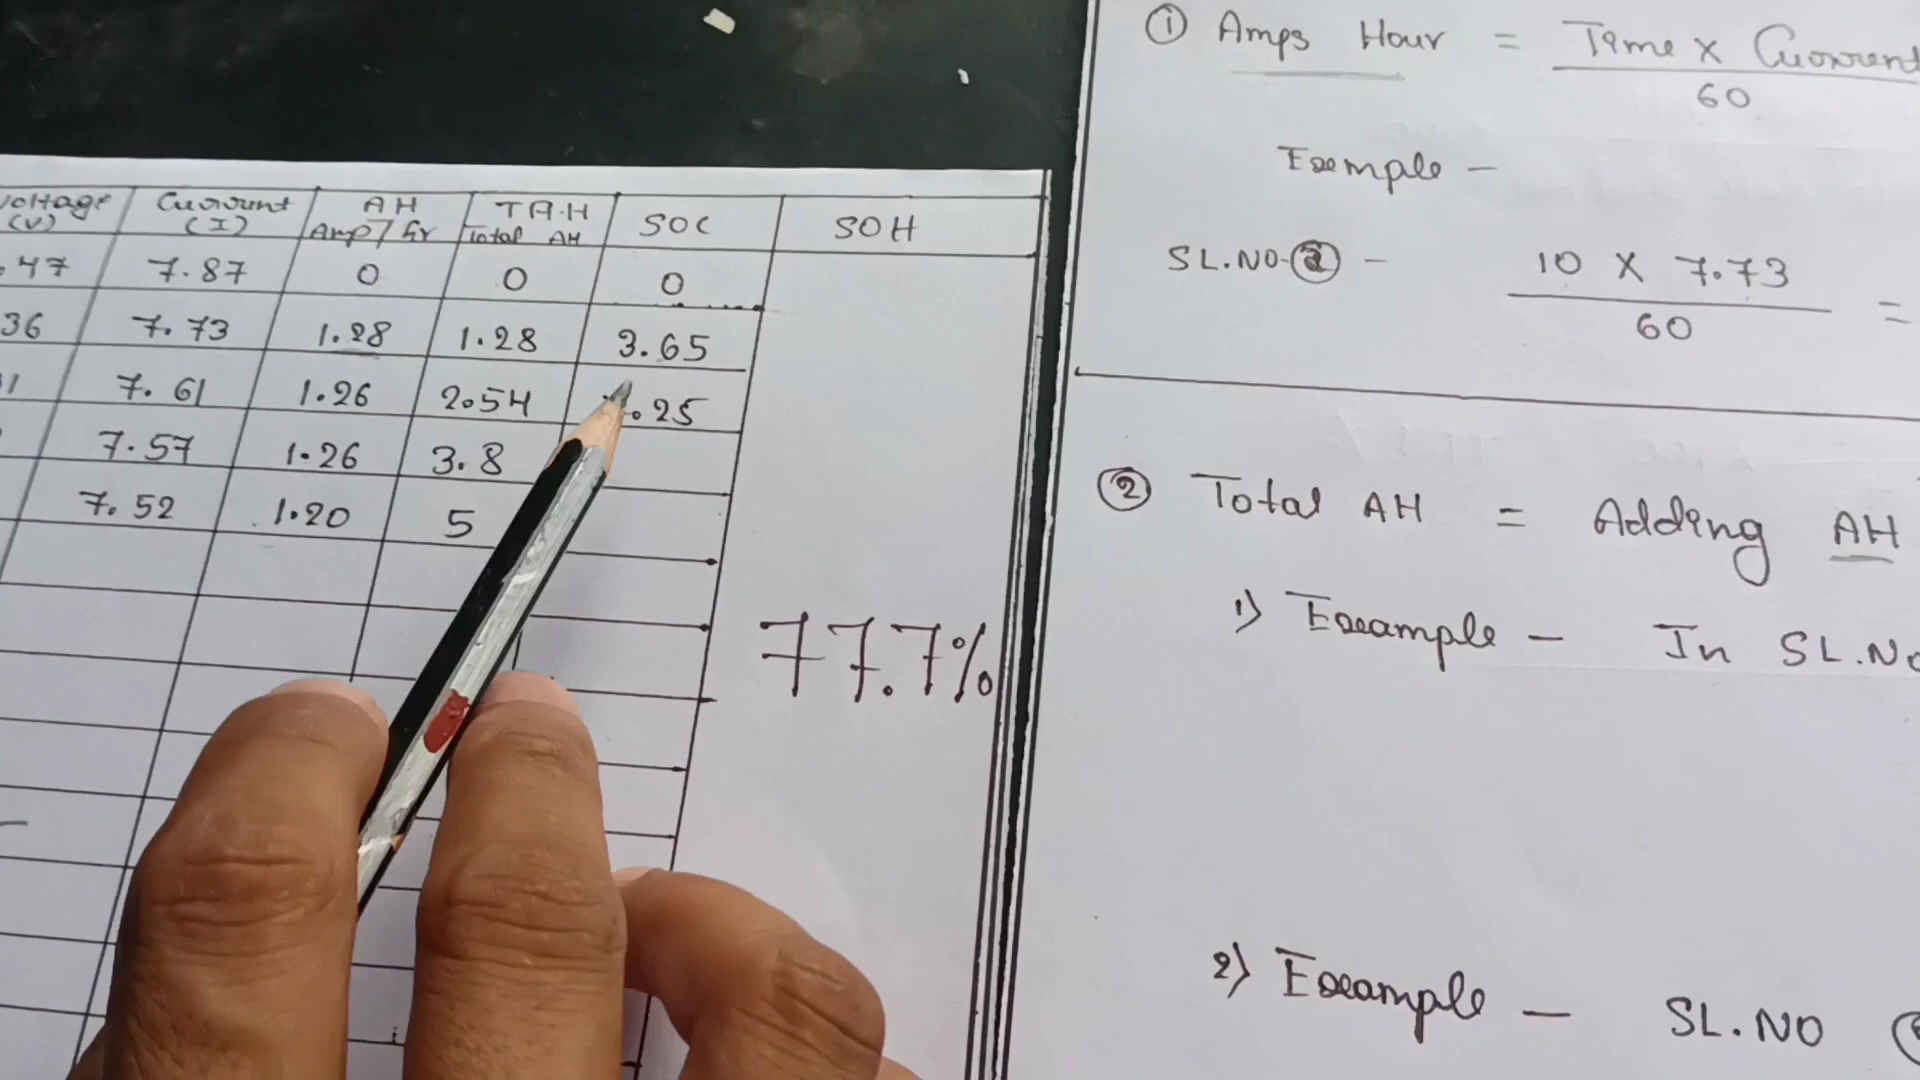 Voltage (V) Current (I) AH Amp/hr T A.H Total AH SOC SOH
.47 7.87 0 0 0
36 7.73 1.28 1.28 3.65
1 7.61 1.26 2.54 .25
7.57 1.26 3.8
7.52 1.20 5
77.7%
① Amps Hour = Time X Current
60
Example -
SL.NO-② - 10 X 7.73 =
60
② Total AH = Adding AH
1) Example - In SL.No
2) Example - SL.NO